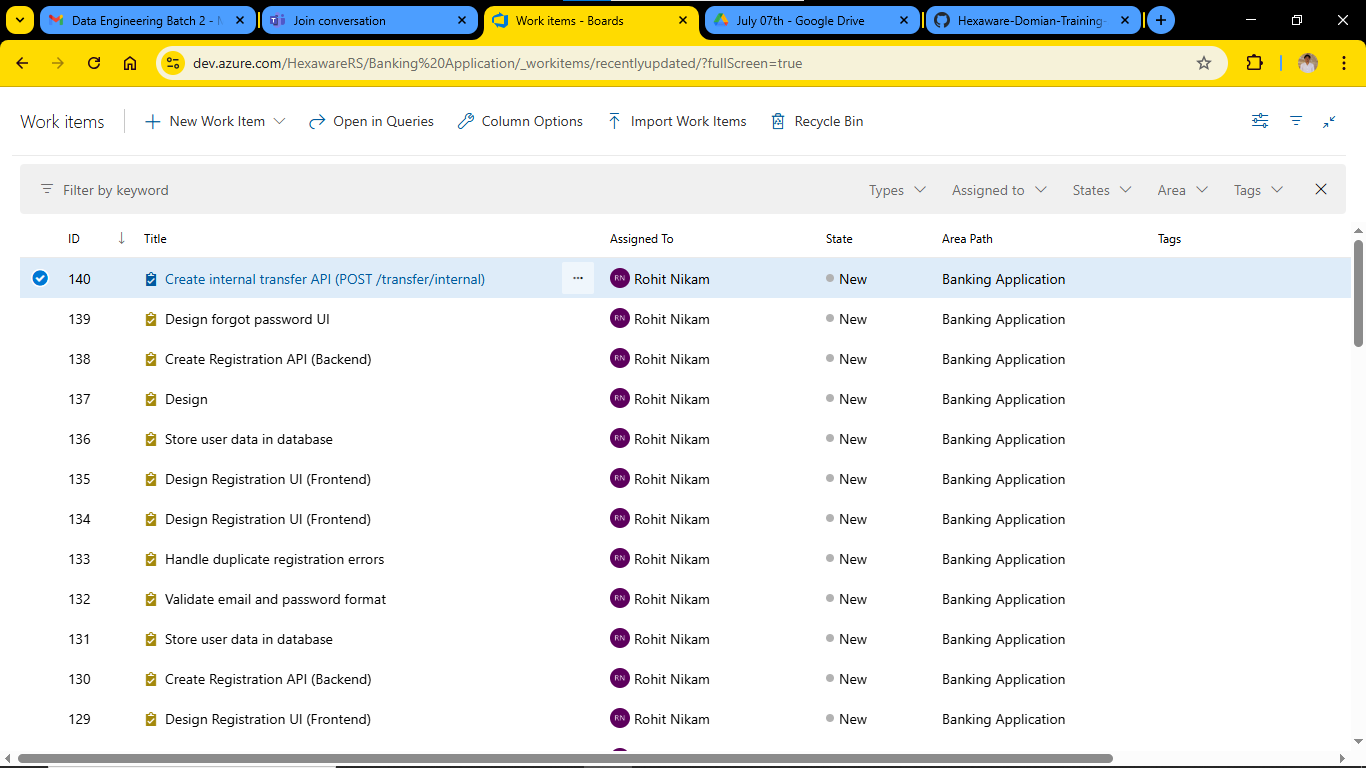 Data Engineering Batch 2 -
Join conversation
Work items - Boards
July 07th - Google Drive
Hexaware-Domian-Training-
dev.azure.com/HexawareRS/Banking%20Application/_workitems/recentlyupdated/?fullScreen=true
Work items
New Work Item
Open in Queries
Column Options
Import Work Items
Recycle Bin
Filter by keyword
Types
Assigned to
States
Area
Tags
ID Title Assigned To State Area Path Tags
140 Create internal transfer API (POST /transfer/internal) ... RN Rohit Nikam New Banking Application
139 Design forgot password UI RN Rohit Nikam New Banking Application
138 Create Registration API (Backend) RN Rohit Nikam New Banking Application
137 Design RN Rohit Nikam New Banking Application
136 Store user data in database RN Rohit Nikam New Banking Application
135 Design Registration UI (Frontend) RN Rohit Nikam New Banking Application
134 Design Registration UI (Frontend) RN Rohit Nikam New Banking Application
133 Handle duplicate registration errors RN Rohit Nikam New Banking Application
132 Validate email and password format RN Rohit Nikam New Banking Application
131 Store user data in database RN Rohit Nikam New Banking Application
130 Create Registration API (Backend) RN Rohit Nikam New Banking Application
129 Design Registration UI (Frontend) RN Rohit Nikam New Banking Application